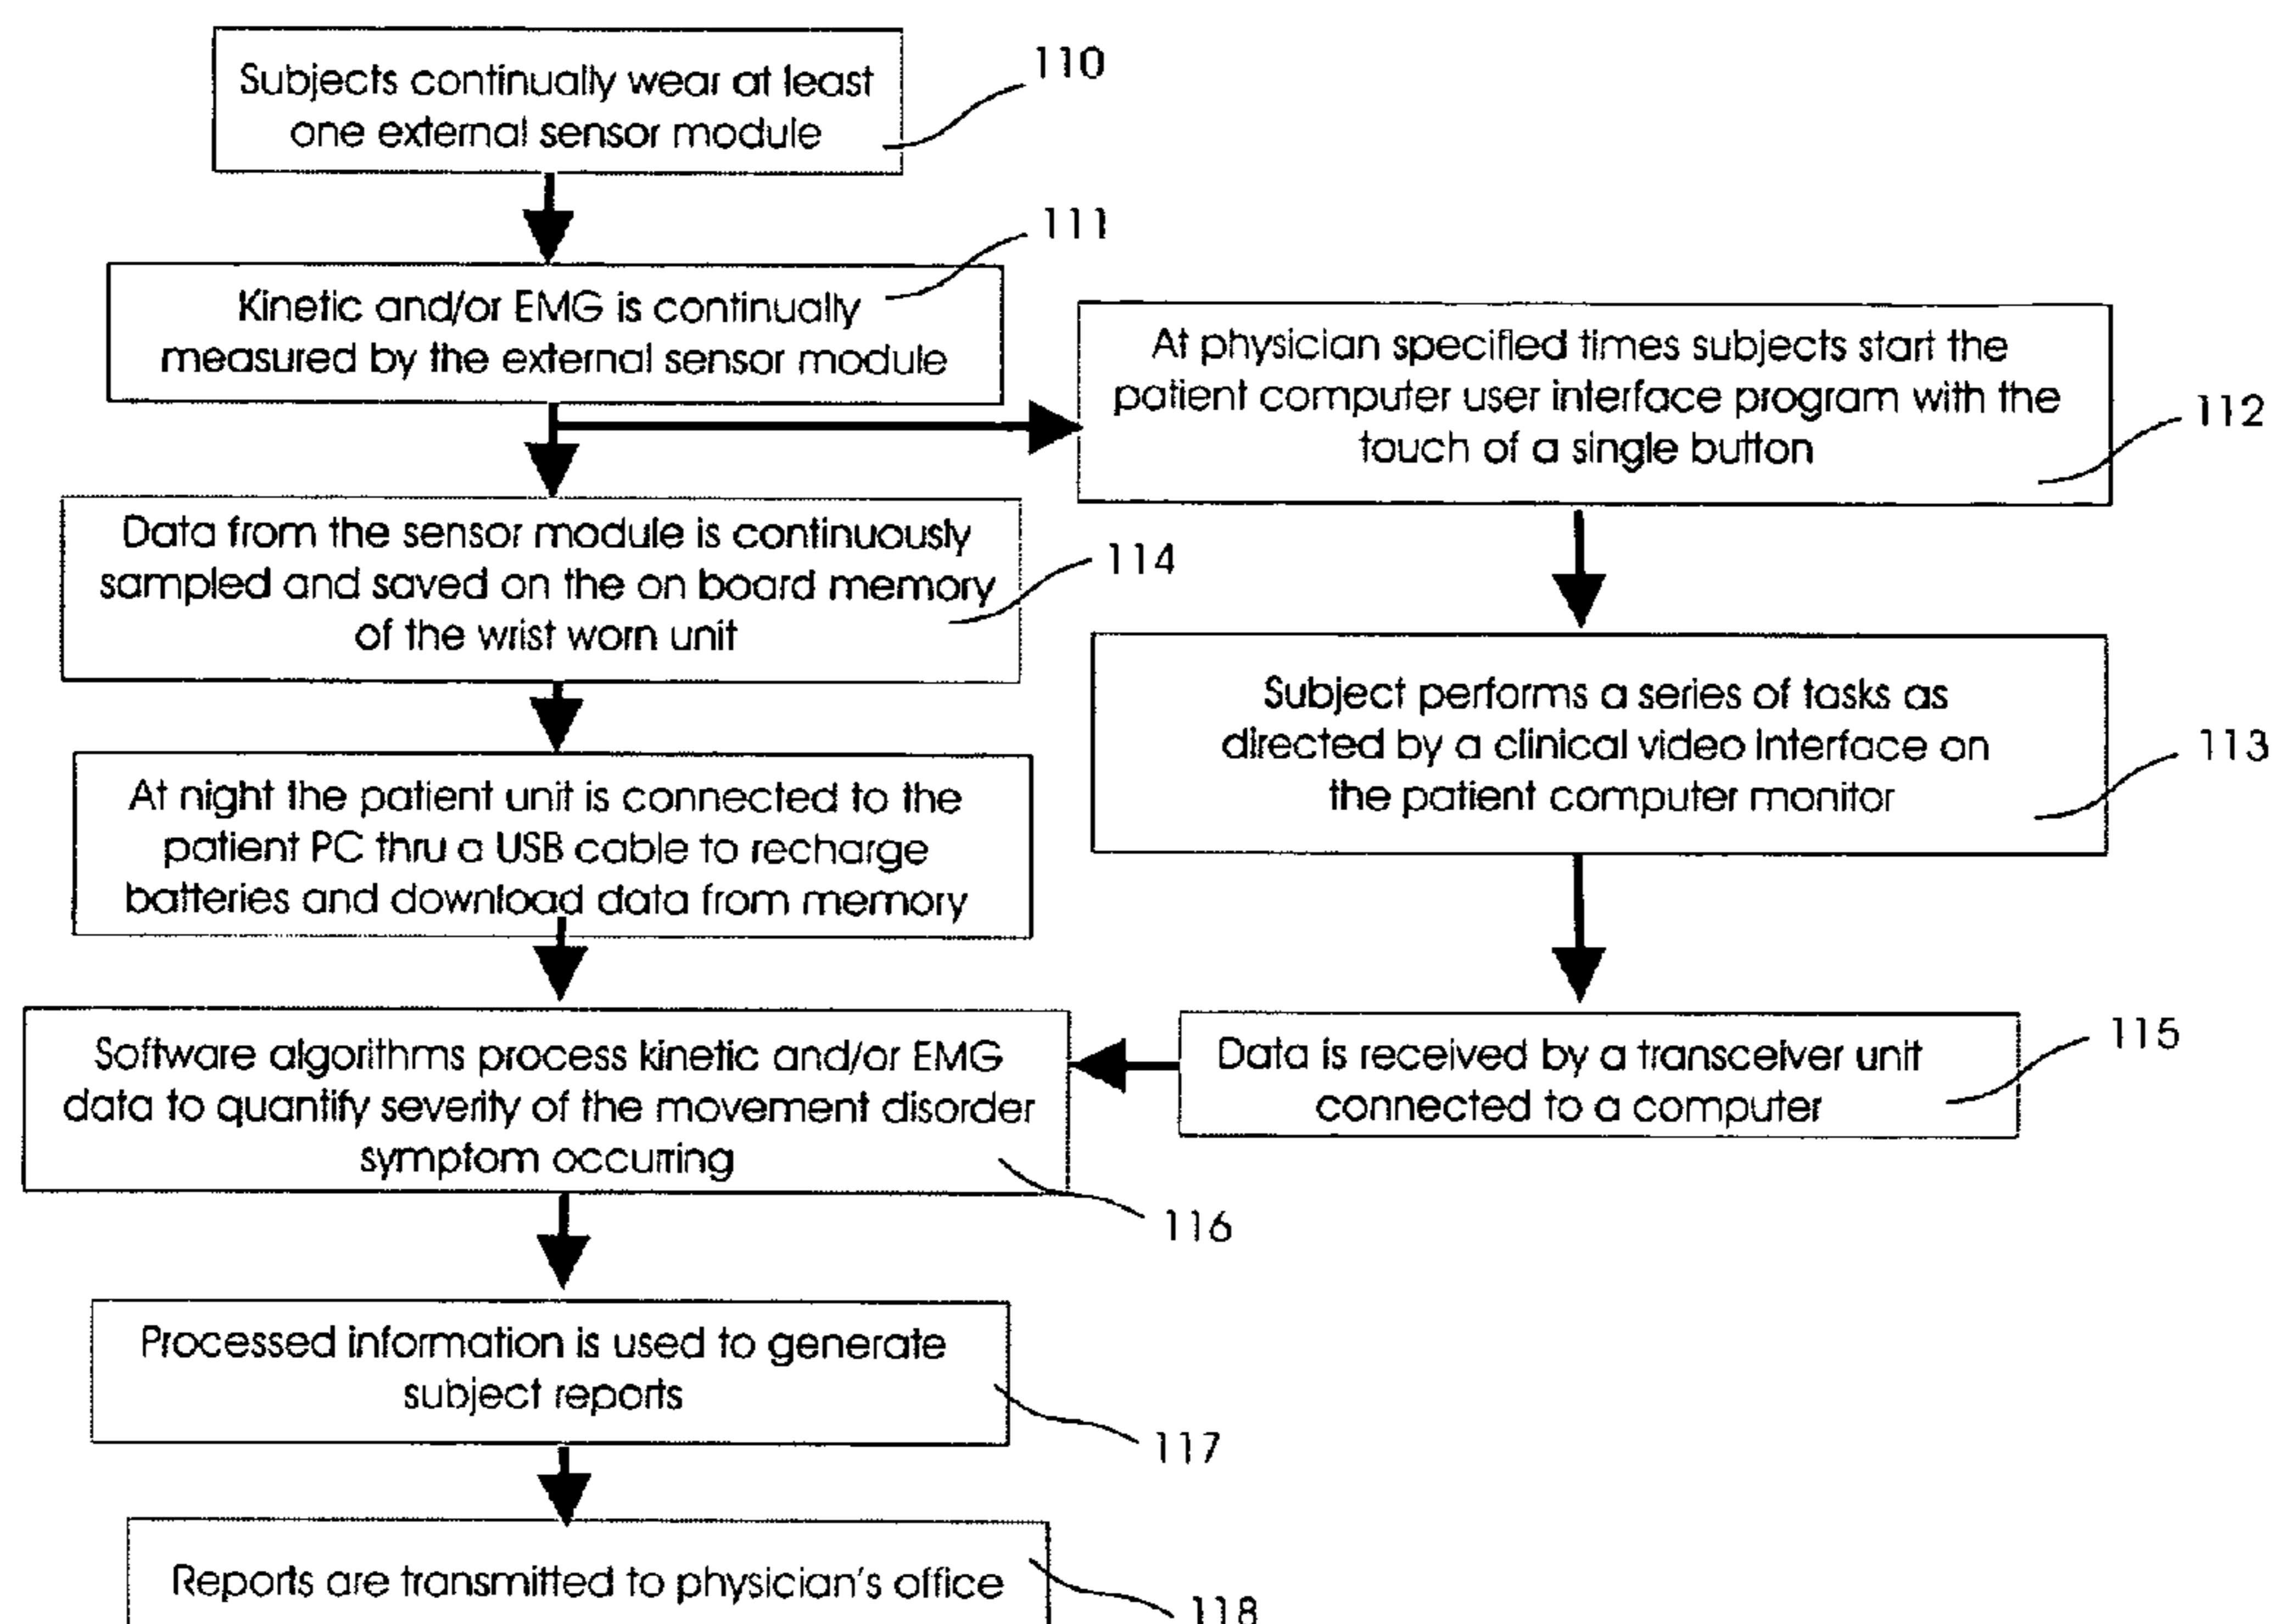 Subjects continually wear at least
one external sensor module
110
Kinetic and/or EMG is continually
measured by the external sensor module
111
At physician specified times subjects start the
patient computer user interface program with the
touch of a single button
112
Data from the sensor module is continuously
sampled and saved on the on board memory
of the wrist worn unit
114
Subject performs a series of tasks as
directed by a clinical video interface on
the patient computer monitor
113
At night the patient unit is connected to the
patient PC thru a USB cable to recharge
batteries and download data from memory
Software algorithms process kinetic and/or EMG
data to quantify severity of the movement disorder
symptom occurring
116
Data is received by a transceiver unit
connected to a computer
115
Processed information is used to generate
subject reports
117
Reports are transmitted to physician's office
118